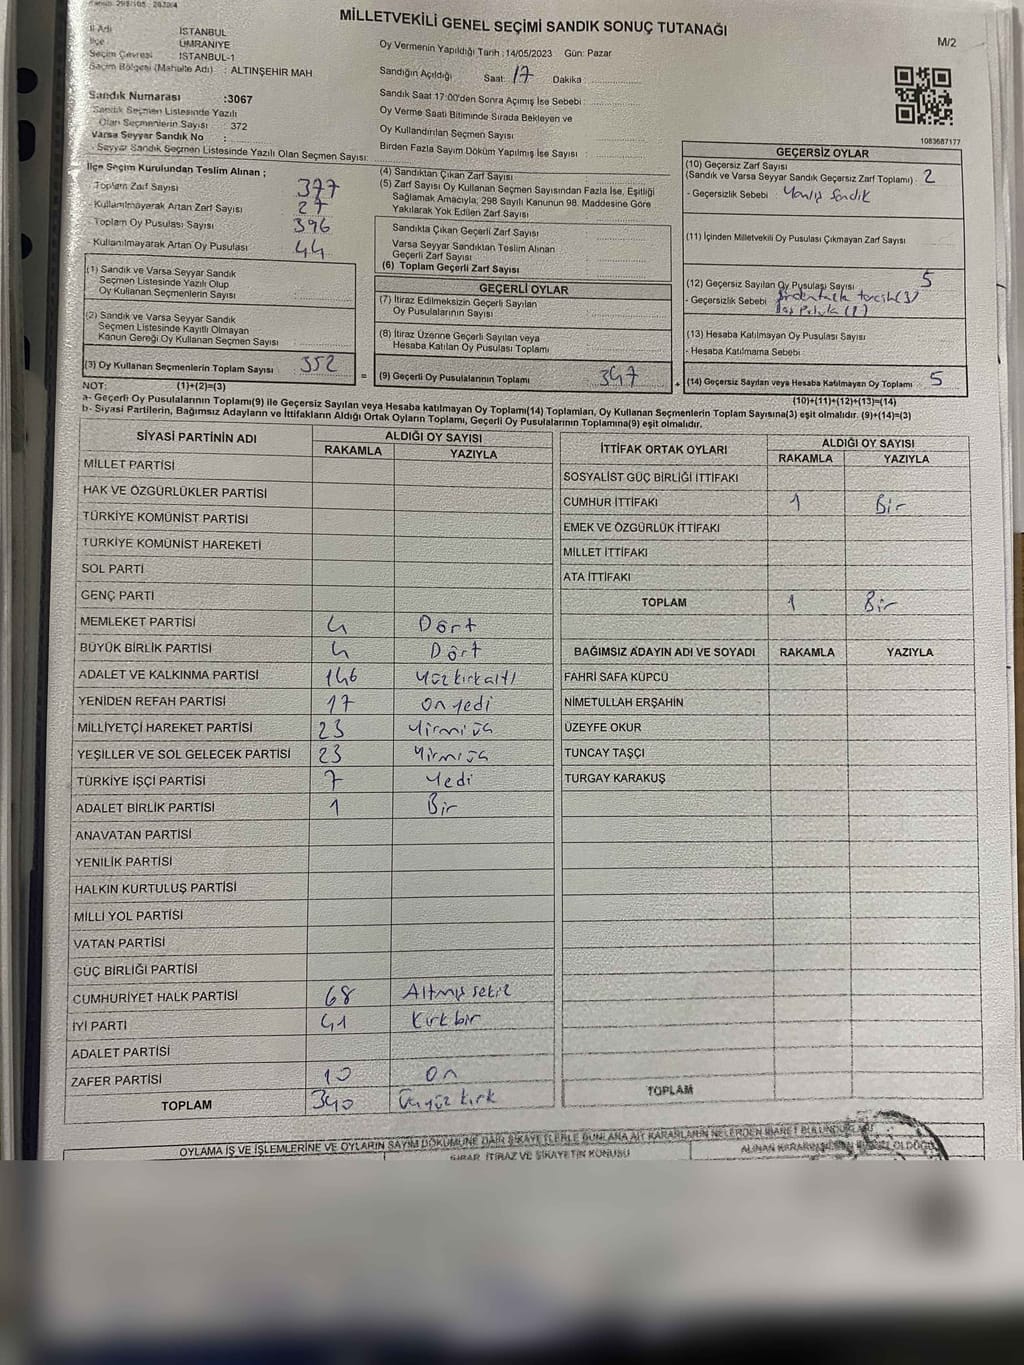 MİLLETVEKİLİ GENEL SEÇİMİ SANDIK SONUÇ TUTANAĞI
M/2
İl Adı : İSTANBUL
İlçe : ÜMRANİYE
Seçim Çevresi : İSTANBUL-1
Seçim Bölgesi (Mahalle Adı) : ALTINŞEHİR MAH
Sandık Numarası :3067
Sandık Seçmen Listesinde Yazılı
Olan Seçmenlerin Sayısı : 372
Varsa Seyyar Sandık No :
- Seyyar Sandık Seçmen Listesinde Yazılı Olan Seçmen Sayısı:
Oy Vermenin Yapıldığı Tarih : 14/05/2023 Gün: Pazar
Sandığın Açıldığı Saat: 17 Dakika :
Sandık Saat 17:00'den Sonra Açımış İse Sebebi :
Oy Verme Saati Bitiminde Sırada Bekleyen ve
Oy Kullandırılan Seçmen Sayısı :
Birden Fazla Sayım Döküm Yapılmış İse Sayısı :
1083687177
İlçe Seçim Kurulundan Teslim Alınan ;
- Toplam Zarf Sayısı 377
- Kullanılmayarak Artan Zarf Sayısı 27
- Toplam Oy Pusulası Sayısı 396
- Kullanılmayarak Artan Oy Pusulası 44
(1) Sandık ve Varsa Seyyar Sandık
Seçmen Listesinde Yazılı Olup
Oy Kullanan Seçmenlerin Sayısı :
(2) Sandık ve Varsa Seyyar Sandık
Seçmen Listesinde Kayıtlı Olmayan
Kanun Gereği Oy Kullanan Seçmen Sayısı :
(3) Oy Kullanan Seçmenlerin Toplam Sayısı : 352
(1)+(2)=(3)
(4) Sandıktan Çıkan Zarf Sayısı :
(5) Zarf Sayısı Oy Kullanan Seçmen Sayısından Fazla İse, Eşitliği
Sağlamak Amacıyla, 298 Sayılı Kanunun 98. Maddesine Göre
Yakılarak Yok Edilen Zarf Sayısı :
Sandıkta Çıkan Geçerli Zarf Sayısı :
Varsa Seyyar Sandıktan Teslim Alınan
Geçerli Zarf Sayısı :
(6) Toplam Geçerli Zarf Sayısı :
GEÇERLİ OYLAR
(7) İtiraz Edilmeksizin Geçerli Sayılan
Oy Pusulalarının Sayısı :
(8) İtiraz Üzerine Geçerli Sayılan veya
Hesaba Katılan Oy Pusulası Toplamı :
= (9) Geçerli Oy Pusulalarının Toplamı : 347 +
GEÇERSİZ OYLAR
(10) Geçersiz Zarf Sayısı
(Sandık ve Varsa Seyyar Sandık Geçersiz Zarf Toplamı) : 2
- Geçersizlik Sebebi : Yanlış Sandık
(11) İçinden Milletvekili Oy Pusulası Çıkmayan Zarf Sayısı :
(12) Geçersiz Sayılan Oy Pusulası Sayısı : 5
- Geçersizlik Sebebi
(13) Hesaba Katılmayan Oy Pusulası Sayısı :
- Hesaba Katılmama Sebebi :
(14) Geçersiz Sayılan veya Hesaba Katılmayan Oy Toplamı : 5
(10)+(11)+(12)+(13)=(14)
NOT:
a- Geçerli Oy Pusulalarının Toplamı(9) ile Geçersiz Sayılan veya Hesaba katılmayan Oy Toplamı(14) Toplamları, Oy Kullanan Seçmenlerin Toplam Sayısına(3) eşit olmalıdır. (9)+(14)=(3)
b- Siyasi Partilerin, Bağımsız Adayların ve İttifakların Aldığı Ortak Oyların Toplamı, Geçerli Oy Pusulalarının Toplamına(9) eşit olmalıdır.
SİYASİ PARTİNİN ADI ALDIĞI OY SAYISI
RAKAMLA YAZIYLA
MİLLET PARTİSİ
HAK VE ÖZGÜRLÜKLER PARTİSİ
TÜRKİYE KOMÜNİST PARTİSİ
TÜRKİYE KOMÜNİST HAREKETİ
SOL PARTİ
GENÇ PARTİ
MEMLEKET PARTİSİ 4 Dört
BÜYÜK BİRLİK PARTİSİ 4 Dört
ADALET VE KALKINMA PARTİSİ 146 Yüz kırk altı
YENİDEN REFAH PARTİSİ 17 On yedi
MİLLİYETÇİ HAREKET PARTİSİ 23 Yirmi üç
YEŞİLLER VE SOL GELECEK PARTİSİ 23 Yirmi üç
TÜRKİYE İŞÇİ PARTİSİ 7 Yedi
ADALET BİRLİK PARTİSİ 1 Bir
ANAVATAN PARTİSİ
YENİLİK PARTİSİ
HALKIN KURTULUŞ PARTİSİ
MİLLİ YOL PARTİSİ
VATAN PARTİSİ
GÜÇ BİRLİĞİ PARTİSİ
CUMHURİYET HALK PARTİSİ 68 Altmış sekiz
İYİ PARTİ 41 Kırk bir
ADALET PARTİSİ
ZAFER PARTİSİ 10 On
TOPLAM 340 Üçyüz kırk
İTTİFAK ORTAK OYLARI ALDIĞI OY SAYISI
RAKAMLA YAZIYLA
SOSYALİST GÜÇ BİRLİĞİ İTTİFAKI
CUMHUR İTTİFAKI 1 Bir
EMEK VE ÖZGÜRLÜK İTTİFAKI
MİLLET İTTİFAKI
ATA İTTİFAKI
TOPLAM 1 Bir
BAĞIMSIZ ADAYIN ADI VE SOYADI RAKAMLA YAZIYLA
FAHRİ SAFA KÜPCÜ
NİMETULLAH ERŞAHİN
ÜZEYFE OKUR
TUNCAY TAŞÇI
TURGAY KARAKUŞ
TOPLAM
OYLAMA İŞ VE İŞLEMLERİNE VE OYLARIN SAYIM DÖKÜMÜNE DAİR ŞİKAYETLERLE BUNLARA AİT KARARLARIN NELERDEN İBARET BULUNDUĞU
İTİRAZ VE ŞİKAYETİN KONUSU